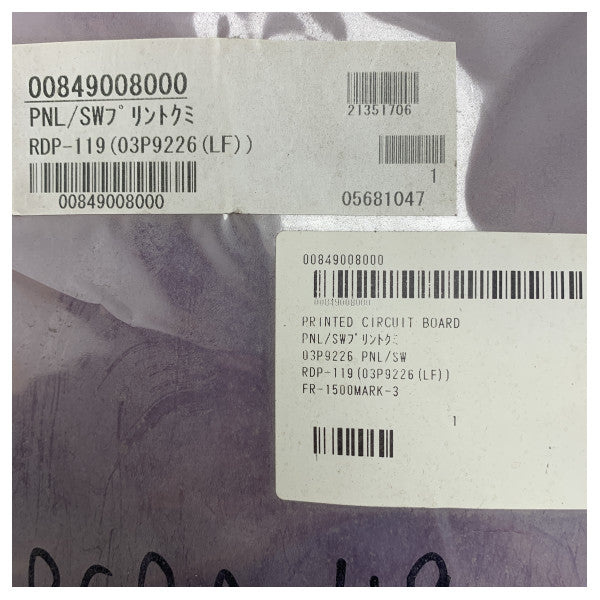 00849008000
PNL/SWﾌﾟﾘﾝﾄｸﾐ
RDP-119(03P9226(LF))
00849008000
21351706
1
05681047
00849008000
00849008000
PRINTED CIRCUIT BOARD
PNL/SWﾌﾟﾘﾝﾄｸﾐ
03P9226 PNL/SW
RDP-119(03P9226(LF))
FR-1500MARK-3
1